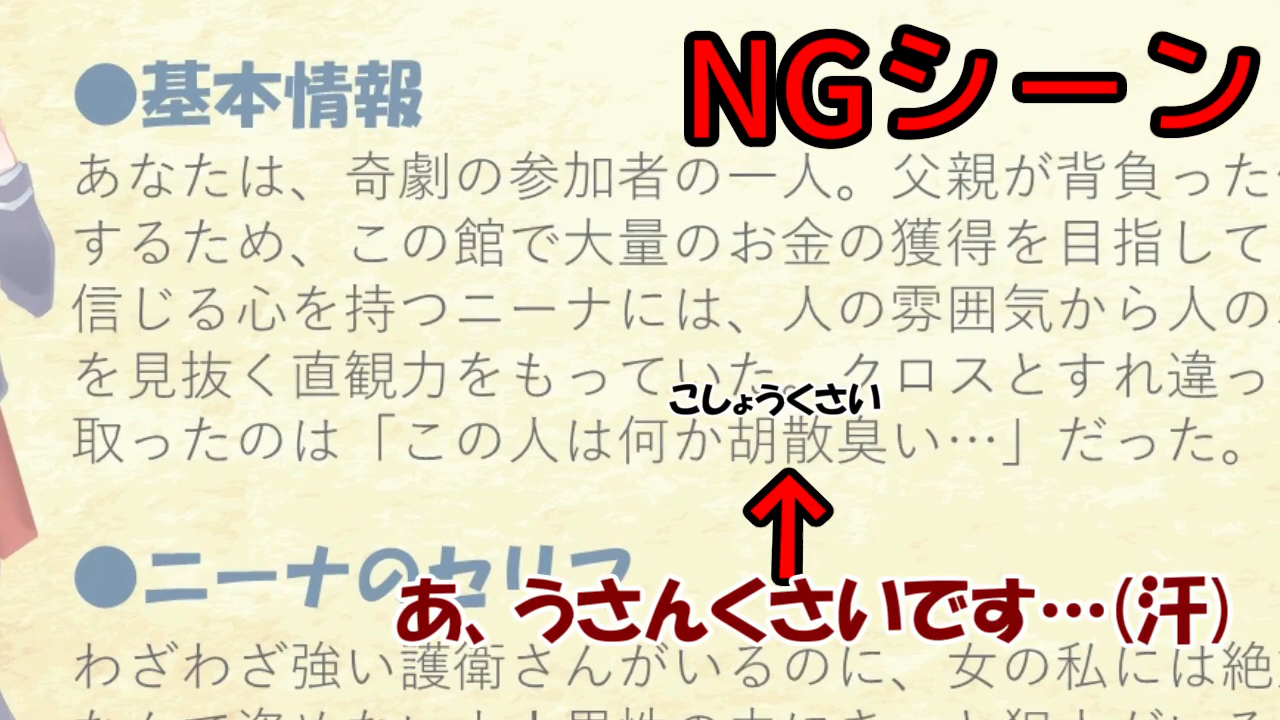 NGシーン
●基本情報
あなたは、奇劇の参加者の一人。父親が背負った
するため、この館で大量のお金の獲得を目指して
信じる心を持つニーナには、人の雰囲気から人の
を見抜く直観力をもっていた。クロスとすれ違っ
こしょうくさい
取ったのは「この人は何か胡散臭い…」だった。
↑
●ニーナのセリフ
あ、うさんくさいです…(汗)
わざわざ強い護衛さんがいるのに、女の私には絶